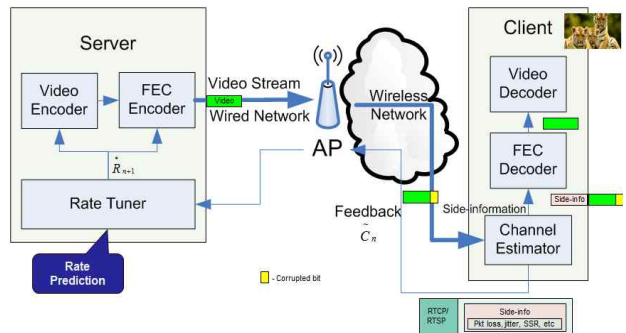 Server
Client
Video
Encoder
FEC
Encoder
Video Stream
Video
Wired Network
Wireless
Network
AP
Video
Decoder
FEC
Decoder
R n+1
Rate Tuner
Rate
Prediction
Feedback
C̃ n
Side-information
Side-info
Channel
Estimator
- Corrupted bit
RTCP/
RTSP
Side-info
Pkt loss, jitter, SSR, etc